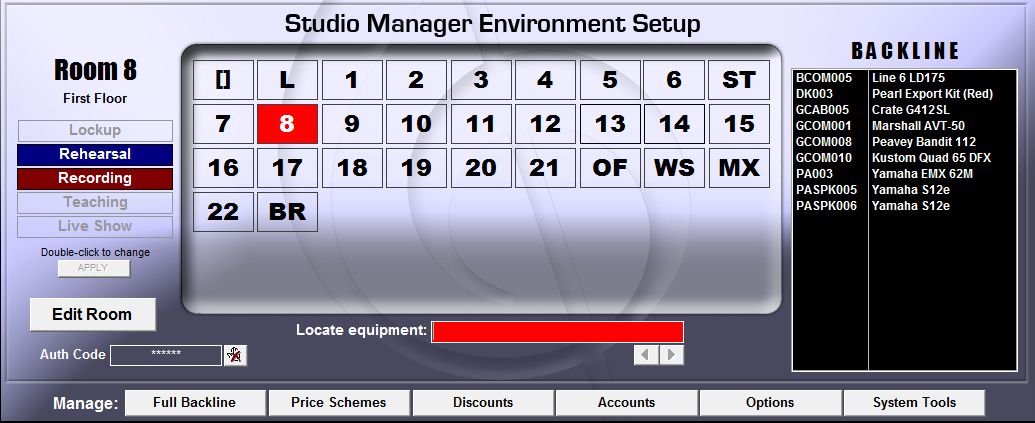 Studio Manager Environment Setup
Room 8
First Floor
Lockup
Rehearsal
Recording
Teaching
Live Show
Double-click to change
APPLY
Edit Room
Auth Code ******
[] L 1 2 3 4 5 6 ST
7 8 9 10 11 12 13 14 15
16 17 18 19 20 21 OF WS MX
22 BR
Locate equipment:
BACKLINE
BCOM005 Line 6 LD175
DK003 Pearl Export Kit (Red)
GCAB005 Crate G412SL
GCOM001 Marshall AVT-50
GCOM008 Peavey Bandit 112
GCOM010 Kustom Quad 65 DFX
PA003 Yamaha EMX 62M
PASPK005 Yamaha S12e
PASPK006 Yamaha S12e
Manage: Full Backline Price Schemes Discounts Accounts Options System Tools